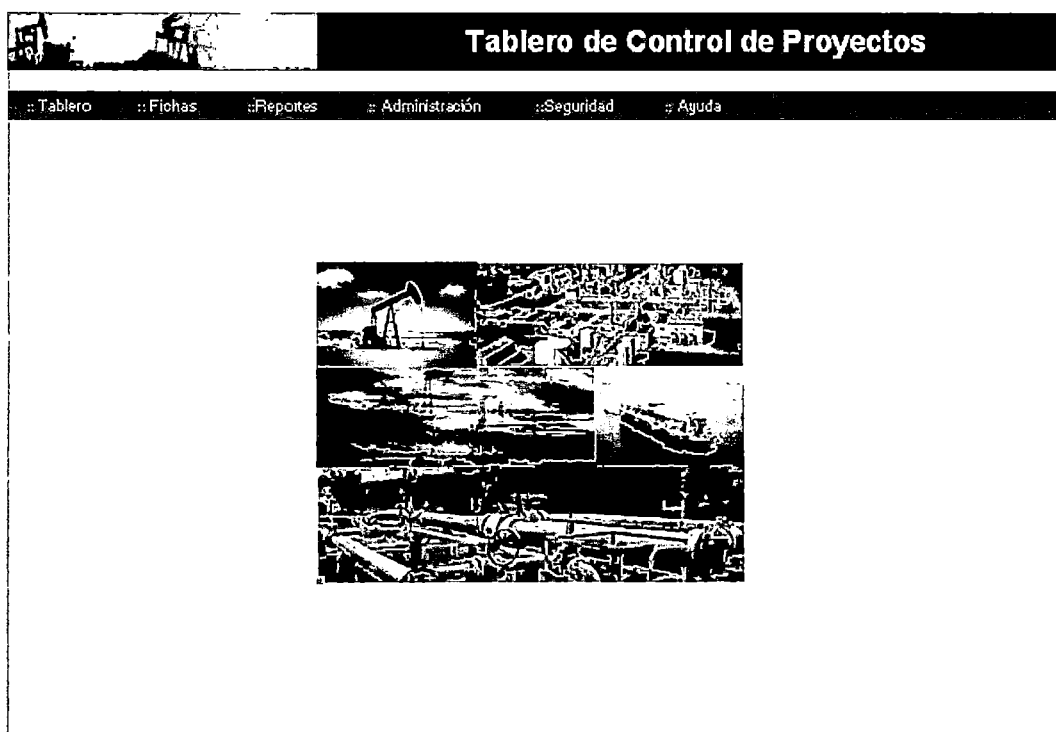 Tablero de Control de Proyectos
:: Tablero :: Fichas ::Reportes :: Administración ::Seguridad :: Ayuda